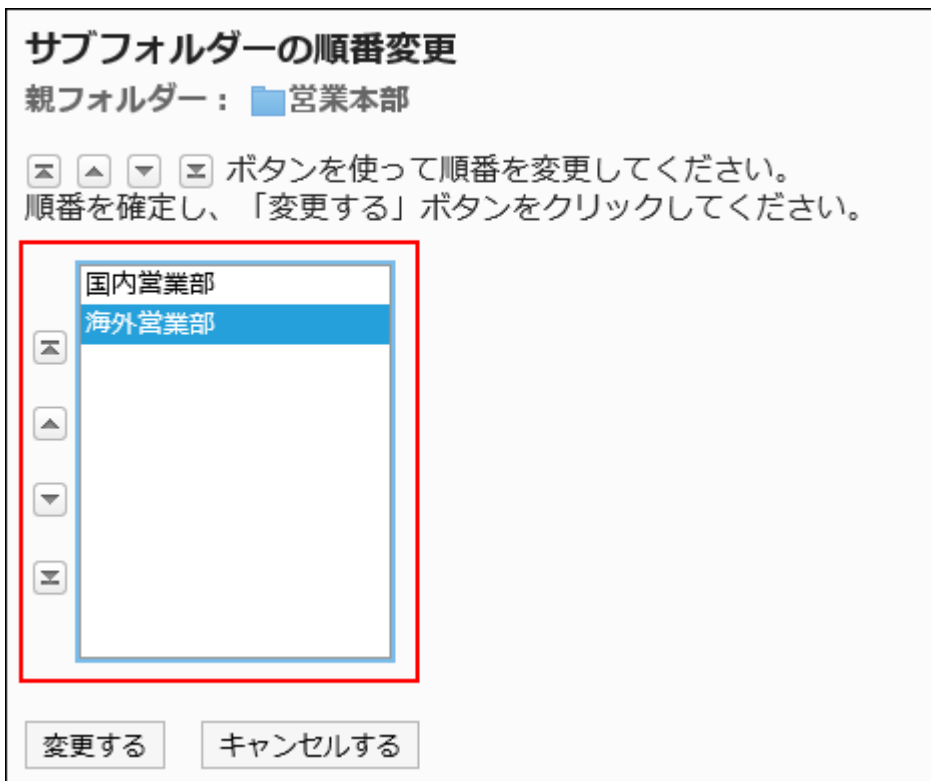 サブフォルダーの順番変更
親フォルダー： 営業本部
ボタンを使って順番を変更してください。
順番を確定し、「変更する」ボタンをクリックしてください。
国内営業部
海外営業部
変更する
キャンセルする